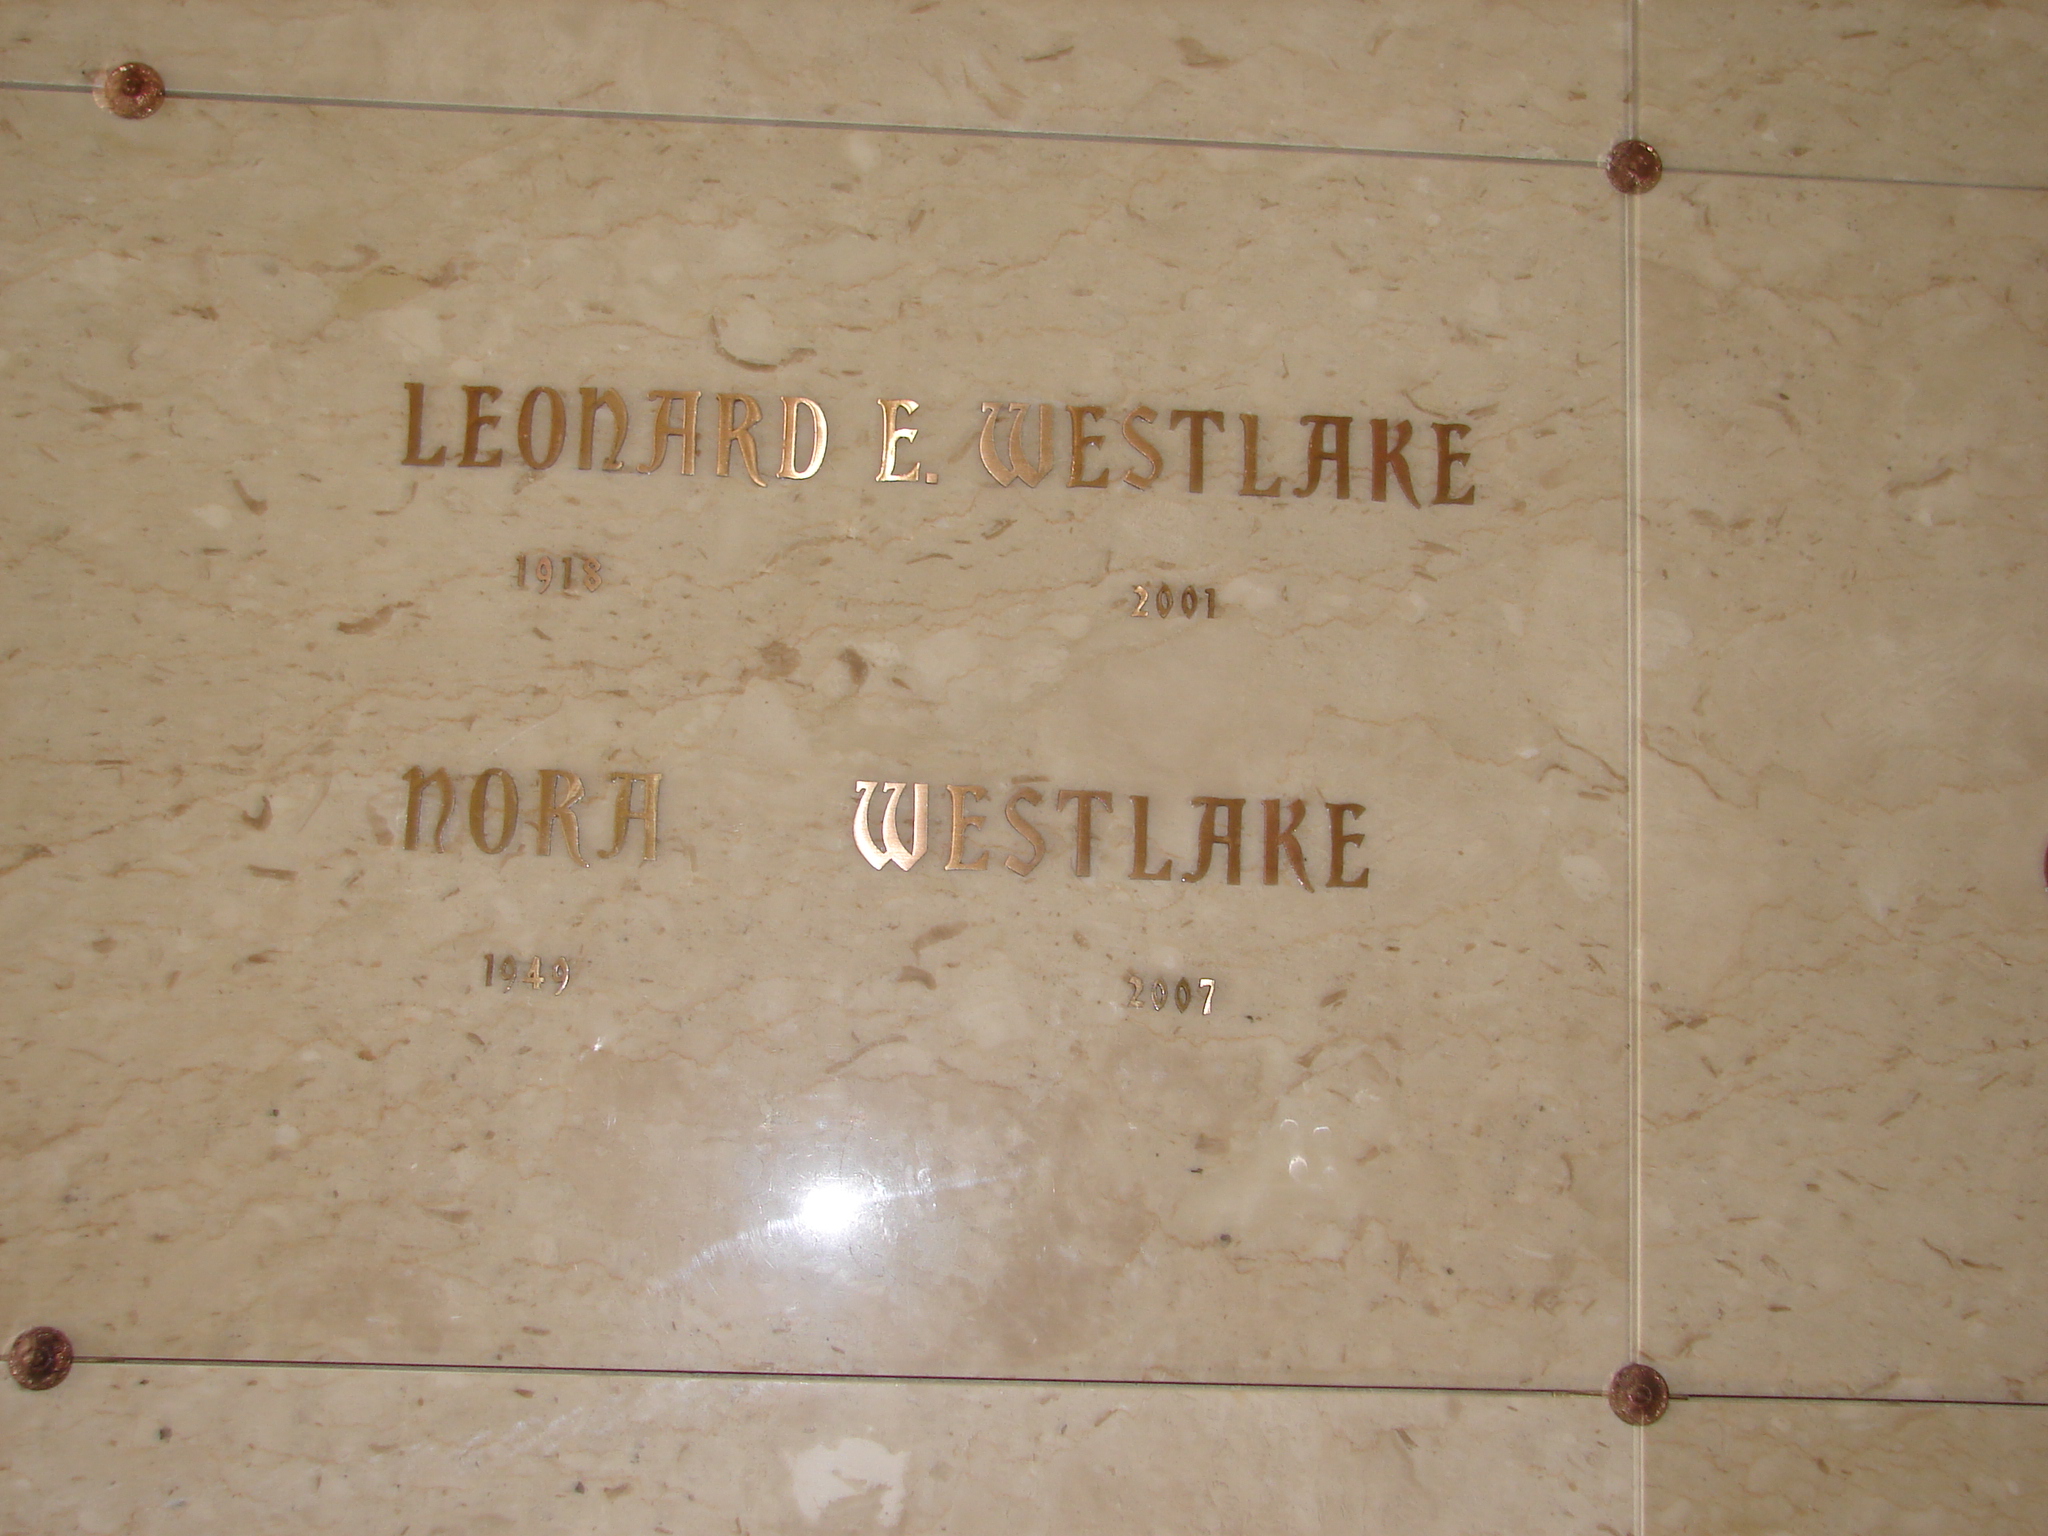 LEONARD E. WESTLAKE
1918 2001
NORA WESTLAKE
1949 2007